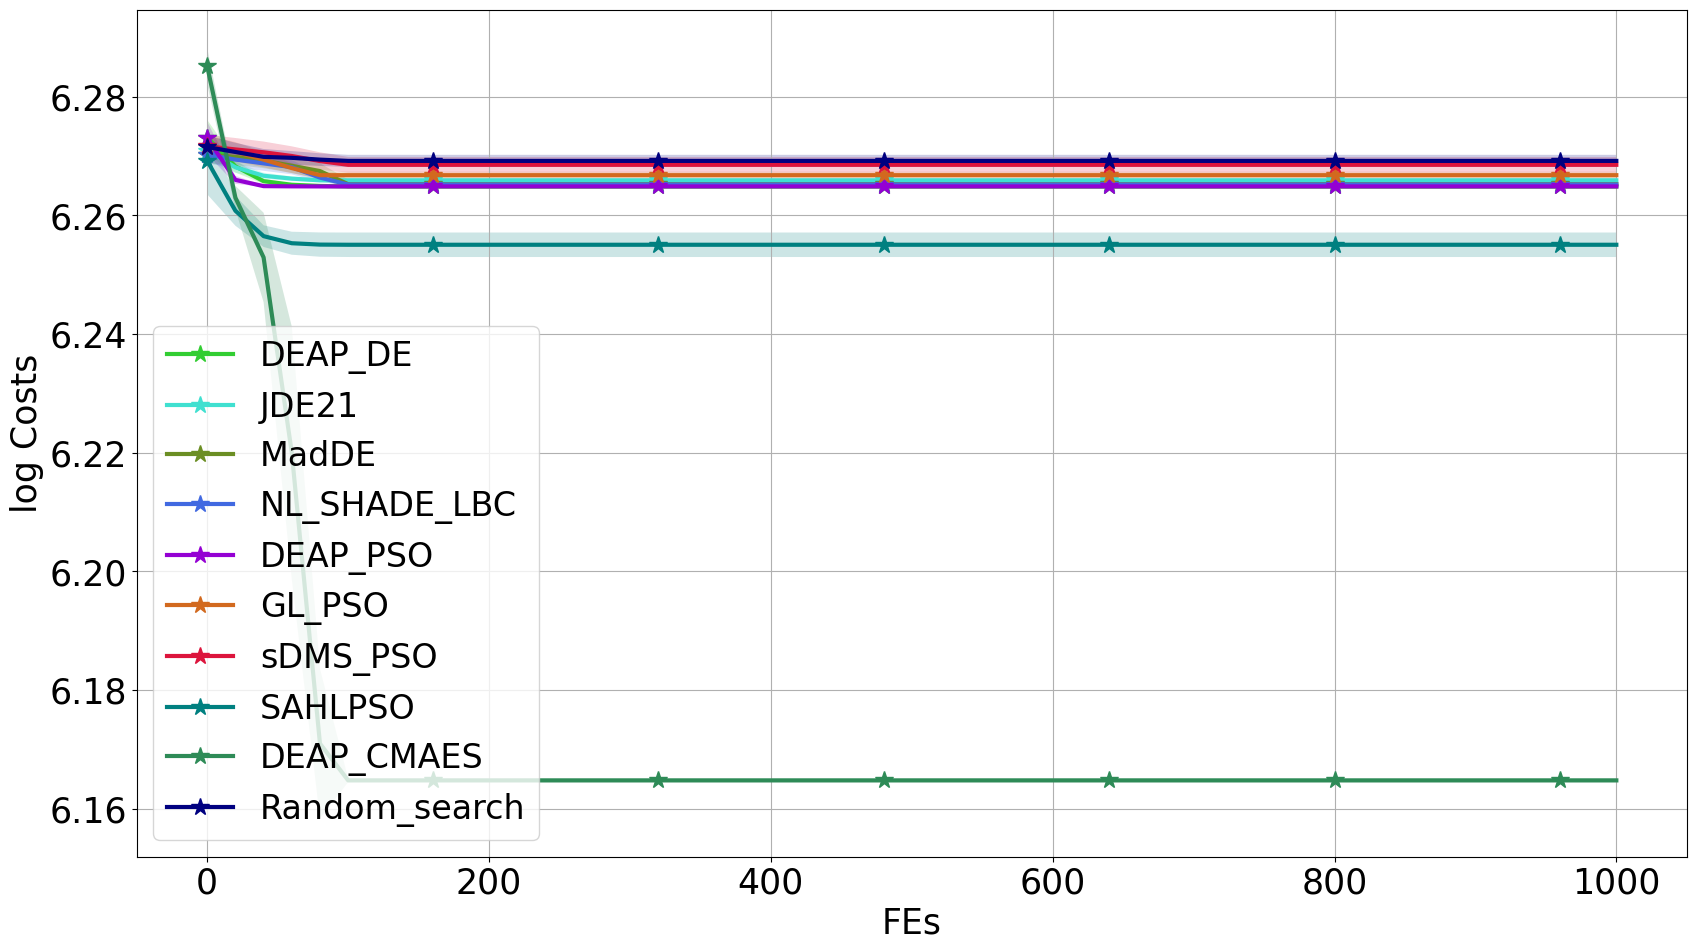 6.28
6.26
6.24
6.22
6.20
6.18
6.16
log Costs
DEAP_DE
JDE21
MadDE
NL_SHADE_LBC
DEAP_PSO
GL_PSO
sDMS_PSO
SAHLPSO
DEAP_CMAES
Random_search
0 200 400 600 800 1000
FEs